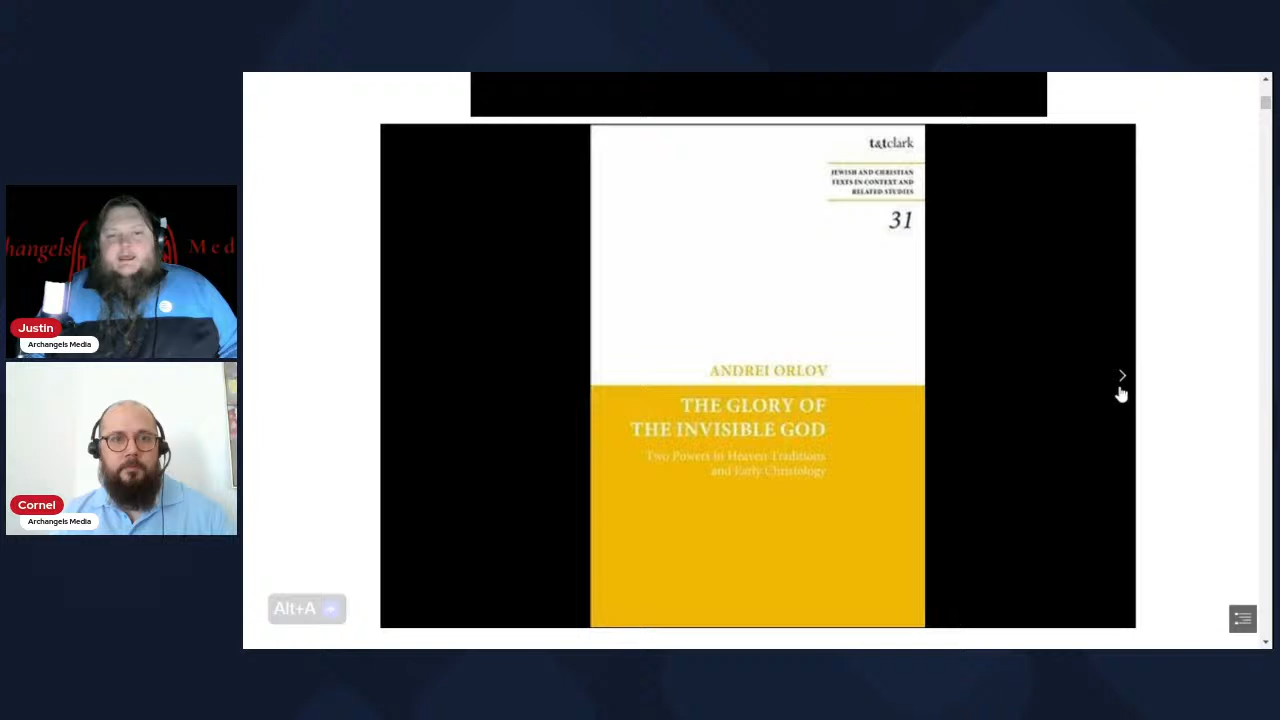 hangels Med
Justin
Archangels Media
Cornel
Archangels Media
t&tclark
JEWISH AND CHRISTIAN
TEXTS IN CONTEXT AND
RELATED STUDIES
31
ANDREI ORLOV
THE GLORY OF
THE INVISIBLE GOD
Two Powers in Heaven Traditions
and Early Christology
Alt+A